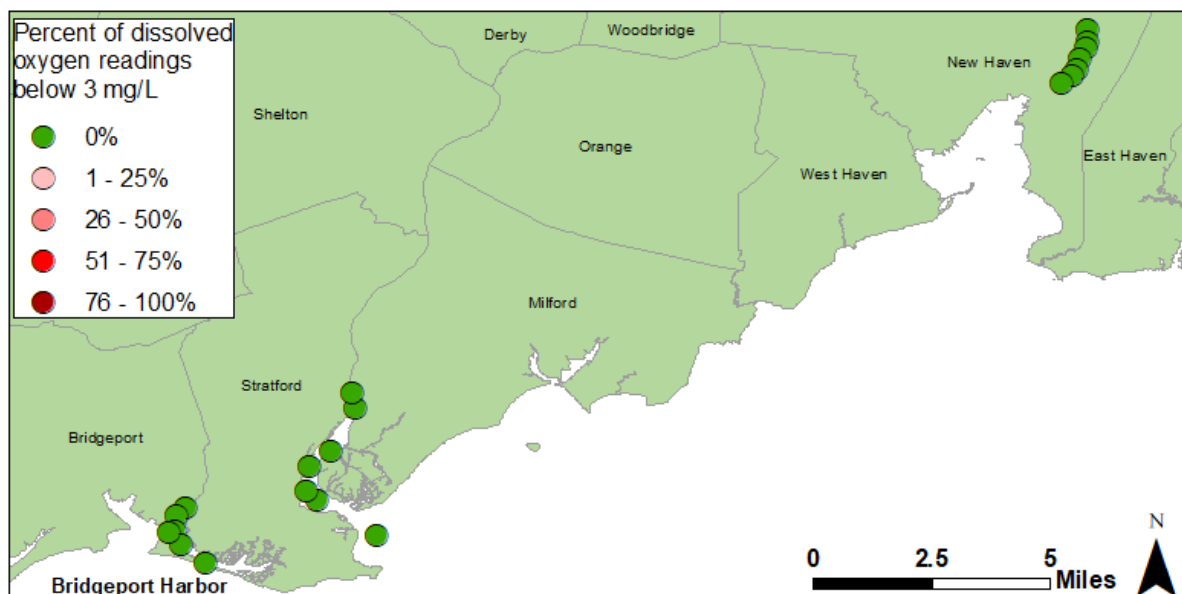 Percent of dissolved
oxygen readings
below 3 mg/L
0%
1 - 25%
26 - 50%
51 - 75%
76 - 100%
Derby
Woodbridge
New Haven
Shelton
Orange
West Haven
East Haven
Milford
Stratford
Bridgeport
Bridgeport Harbor
N
0 2.5 5
Miles